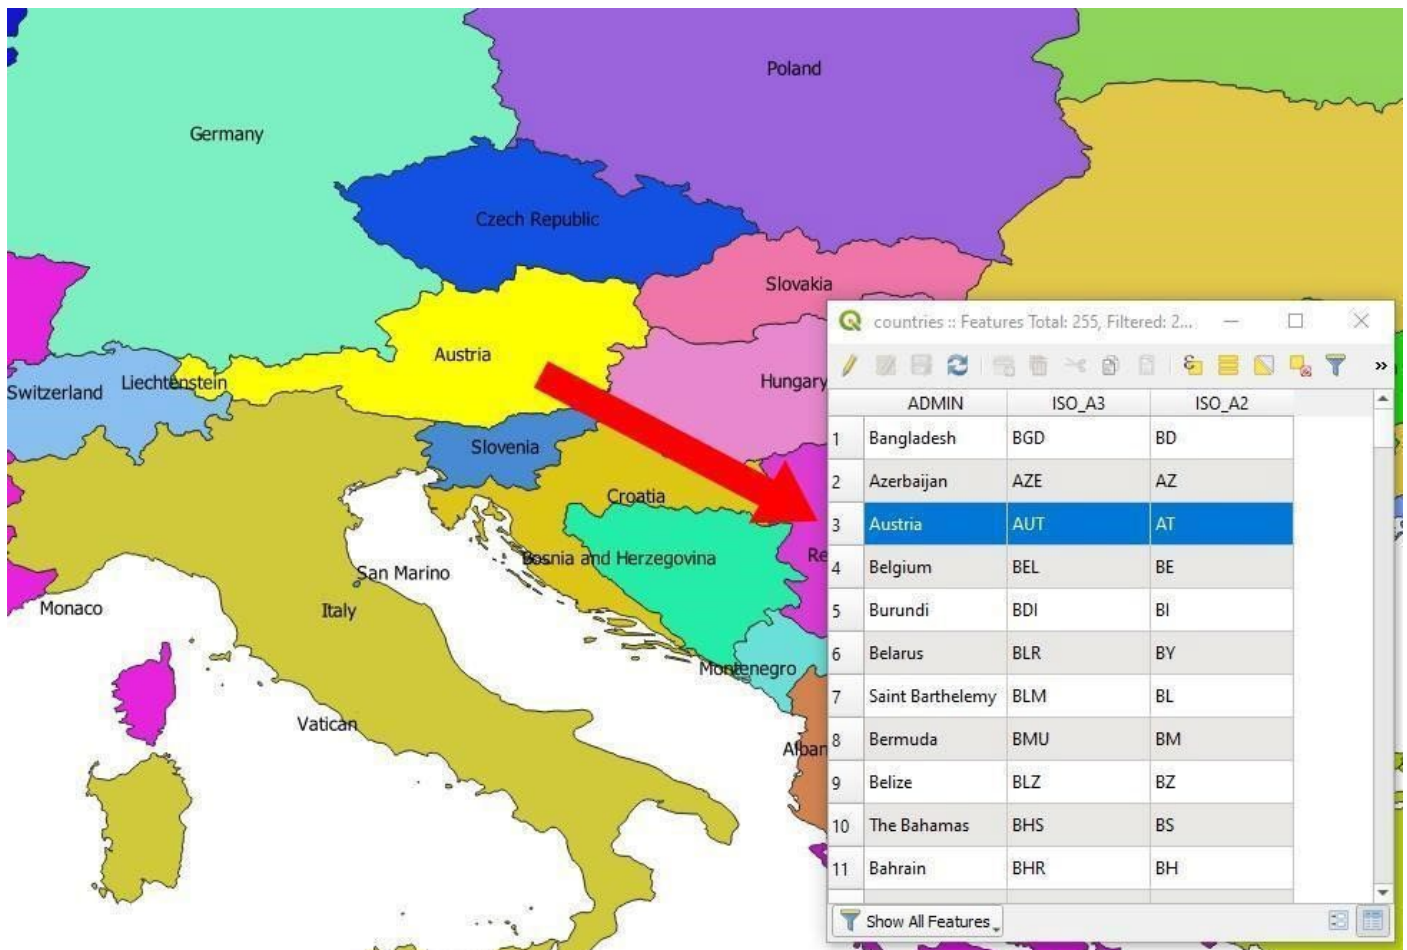 Poland
Germany
Czech Republic
Slovakia
Austria
Switzerland
Liechtenstein
Hungary
Slovenia
Croatia
Bosnia and Herzegovina
San Marino
Monaco
Italy
Montenegro
Vatican
Alban
countries :: Features Total: 255, Filtered: 2...
ADMIN ISO_A3 ISO_A2
1 Bangladesh BGD BD
2 Azerbaijan AZE AZ
3 Austria AUT AT
4 Belgium BEL BE
5 Burundi BDI BI
6 Belarus BLR BY
7 Saint Barthelemy BLM BL
8 Bermuda BMU BM
9 Belize BLZ BZ
10 The Bahamas BHS BS
11 Bahrain BHR BH
Show All Features